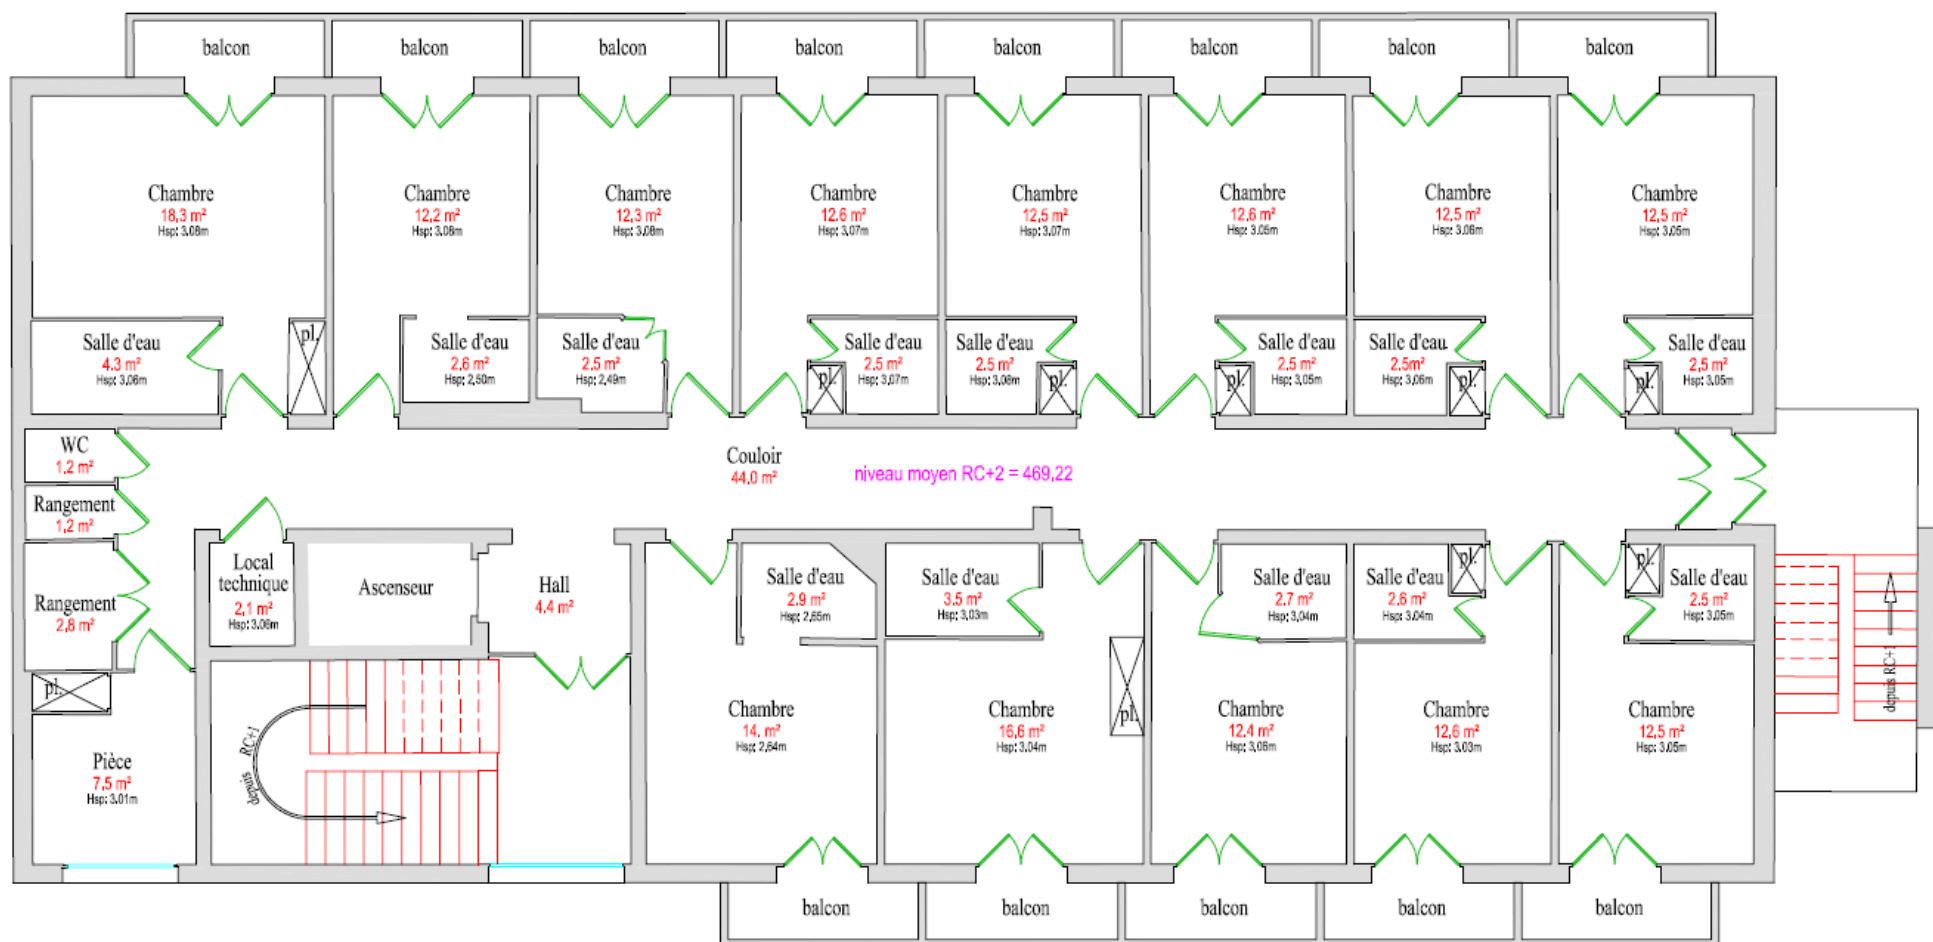 balcon
balcon
balcon
balcon
balcon
balcon
balcon
balcon
Chambre
18,3 m²
Hsp: 3.08m
Chambre
12,2 m²
Hsp: 3.08m
Chambre
12,3 m²
Hsp: 3.08m
Chambre
12.6 m²
Hsp: 3.07m
Chambre
12,5 m²
Hsp: 3.07m
Chambre
12,6 m²
Hsp: 3.05m
Chambre
12.5 m²
Hsp: 3.06m
Chambre
12,5 m²
Hsp: 3.05m
Salle d'eau
4.3 m²
Hsp: 3,06m
pl.
Salle d'eau
2,6 m²
Hsp: 2,50m
Salle d'eau
2.5 m²
Hsp: 2,49m
Salle d'eau
2.5 m²
Hsp: 3,07m
pl.
Salle d'eau
2.5 m²
Hsp: 3,08m
pl.
Salle d'eau
2.5 m²
Hsp: 3,05m
pl.
Salle d'eau
2.5m²
Hsp: 3,06m
pl.
Salle d'eau
2,5 m²
Hsp: 3.05m
pl.
WC
1,2 m²
Couloir
44,0 m²
niveau moyen RC+2 = 469,22
Rangement
1,2 m²
Rangement
2,8 m²
Local
technique
2,1 m²
Hsp: 3.06m
Ascenseur
Hall
4.4 m²
Salle d'eau
2.9 m²
Hsp: 2,65m
Salle d'eau
3.5 m²
Hsp: 3,03m
Salle d'eau
2.7 m²
Hsp: 3,04m
Salle d'eau
2.6 m²
Hsp: 3.04m
pl.
pl.
Salle d'eau
2.5 m²
Hsp: 3.05m
depuis RC+1
pl.
Pièce
7,5 m²
Hsp: 3.01m
depuis RC+1
Chambre
14, m²
Hsp: 2,64m
Chambre
16,6 m²
Hsp: 3.04m
pl.
Chambre
12,4 m²
Hsp: 3,06m
Chambre
12,6 m²
Hsp: 3.03m
Chambre
12,5 m²
Hsp: 3.05m
balcon
balcon
balcon
balcon
balcon